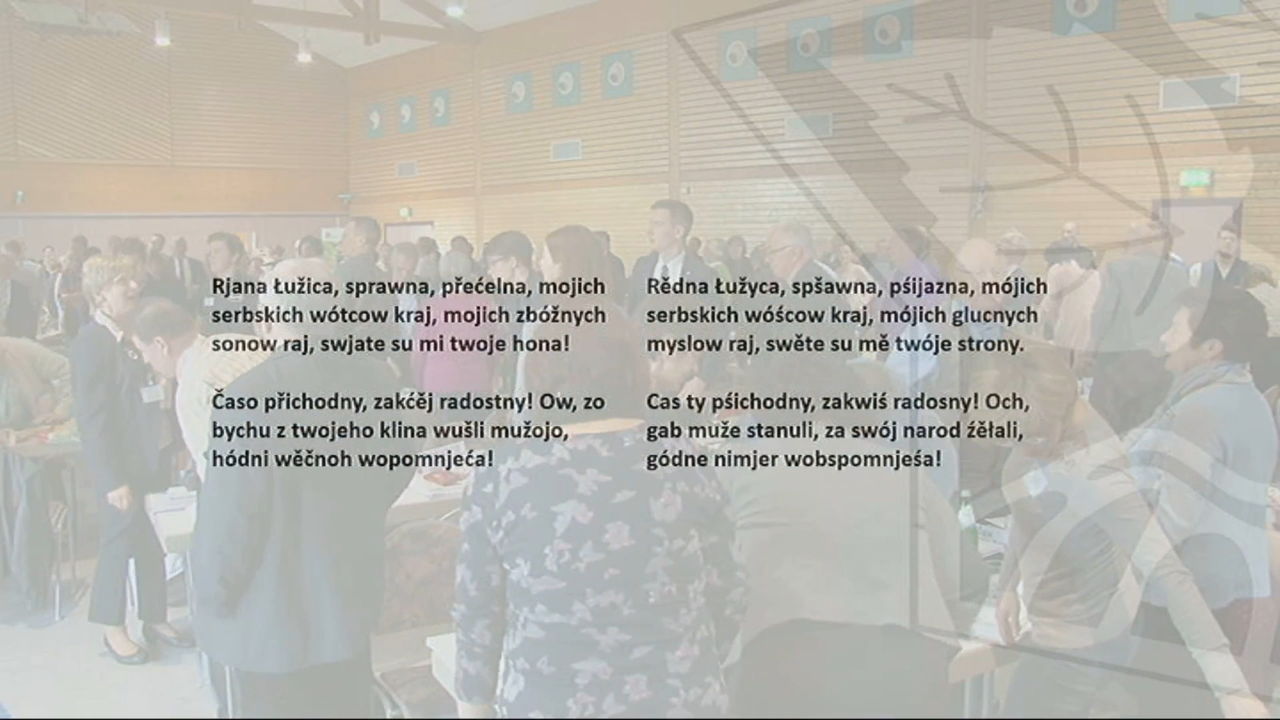 Rjana Łužica, sprawna, přećelna, mojich
serbskich wótcow kraj, mojich zbóžnych
sonow raj, swjate su mi twoje hona!
Časo přichodny, zakćěj radostny! Ow, zo
bychu z twojeho klina wušli mužojo,
hódni wěčnoh wopomnjeća!
Rědna Łužyca, spšawna, pśijazna, mójich
serbskich wóścow kraj, mójich glucnych
myslow raj, swěte su mě twóje strony.
Cas ty pśichodny, zakwiś radosny! Och,
gab muže stanuli, za swój narod źěłali,
gódne nimjer wobspomnjeśa!